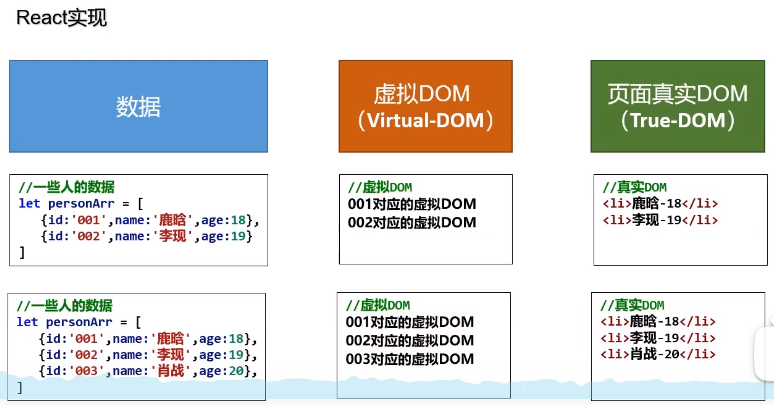 React实现
数据
虚拟DOM
（Virtual-DOM）
页面真实DOM
（True-DOM）
//一些人的数据
let personArr = [
{id:'001',name:'鹿晗',age:18},
{id:'002',name:'李现',age:19}
]
//虚拟DOM
001对应的虚拟DOM
002对应的虚拟DOM
//真实DOM
<li>鹿晗-18</li>
<li>李现-19</li>
//一些人的数据
let personArr = [
{id:'001',name:'鹿晗',age:18},
{id:'002',name:'李现',age:19},
{id:'003',name:'肖战',age:20},
]
//虚拟DOM
001对应的虚拟DOM
002对应的虚拟DOM
003对应的虚拟DOM
//真实DOM
<li>鹿晗-18</li>
<li>李现-19</li>
<li>肖战-20</li>